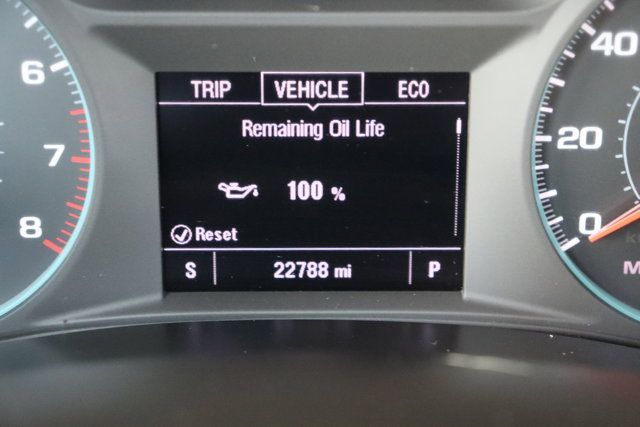 TRIP VEHICLE ECO
Remaining Oil Life
100 %
Reset
S 22788 mi P
6
7
8
40
20
0
M